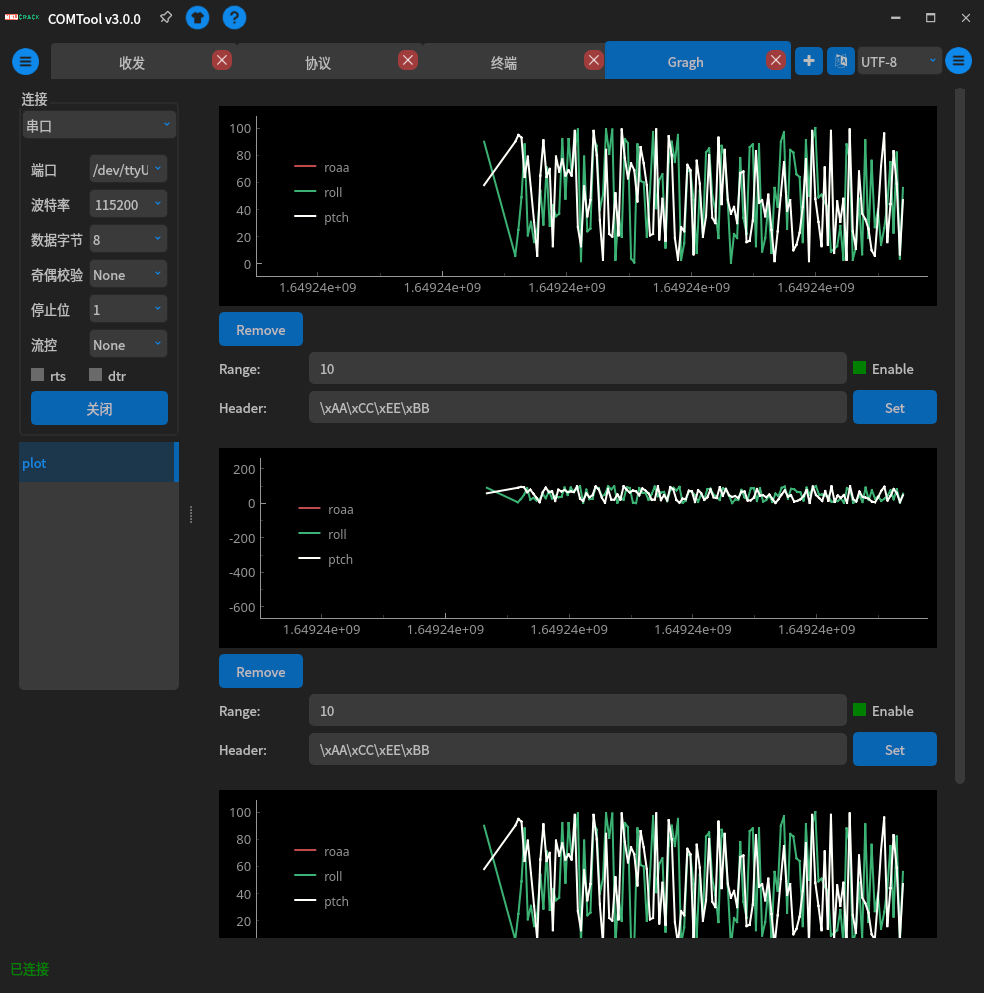 COMTool v3.0.0
收发
协议
终端
Gragh
UTF-8
连接
串口
端口 /dev/ttyU
波特率 115200
数据字节 8
奇偶校验 None
停止位 1
流控 None
rts dtr
关闭
plot
100
80
60
40
20
0
roaa
roll
ptch
1.64924e+09 1.64924e+09 1.64924e+09 1.64924e+09 1.64924e+09
Remove
Range: 10 Enable
Header: \xAA\xCC\xEE\xBB Set
200
0
-200
-400
-600
roaa
roll
ptch
1.64924e+09 1.64924e+09 1.64924e+09 1.64924e+09 1.64924e+09
Remove
Range: 10 Enable
Header: \xAA\xCC\xEE\xBB Set
100
80
60
40
20
roaa
roll
ptch
已连接